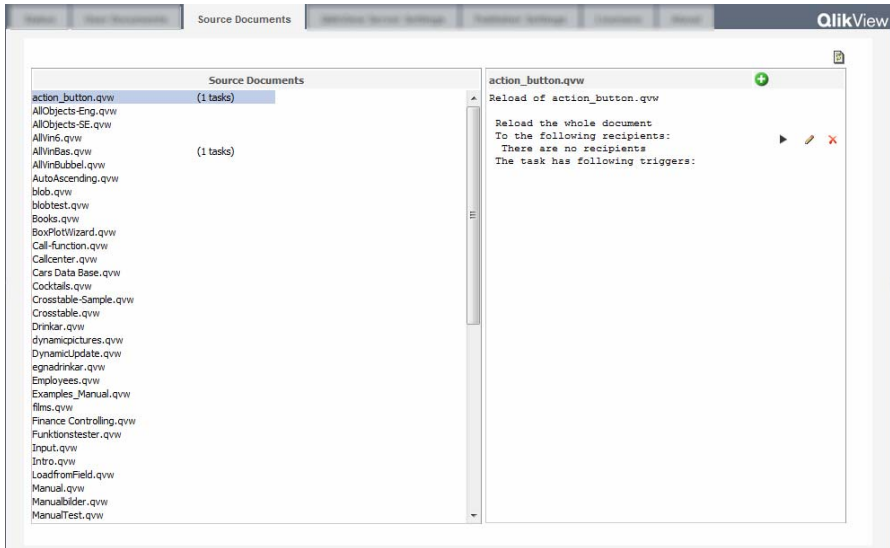 Source Documents
QlikView
Source Documents
action_button.qvw (1 tasks)
AllObjects-Eng.qvw
AllObjects-SE.qvw
AllVin6.qvw
AllVinBas.qvw (1 tasks)
AllVinBubbel.qvw
AutoAscending.qvw
blob.qvw
blobtest.qvw
Books.qvw
BoxPlotWizard.qvw
Call-function.qvw
Callcenter.qvw
Cars Data Base.qvw
Cocktails.qvw
Crosstable-Sample.qvw
Crosstable.qvw
Drinkar.qvw
dynamicpictures.qvw
DynamicUpdate.qvw
egnadrinkar.qvw
Employees.qvw
Examples_Manual.qvw
films.qvw
Finance Controlling.qvw
Funktionstester.qvw
Input.qvw
Intro.qvw
LoadfromField.qvw
Manual.qvw
Manualbilder.qvw
ManualTest.qvw
action_button.qvw
Reload of action_button.qvw
Reload the whole document
To the following recipients:
There are no recipients
The task has following triggers: